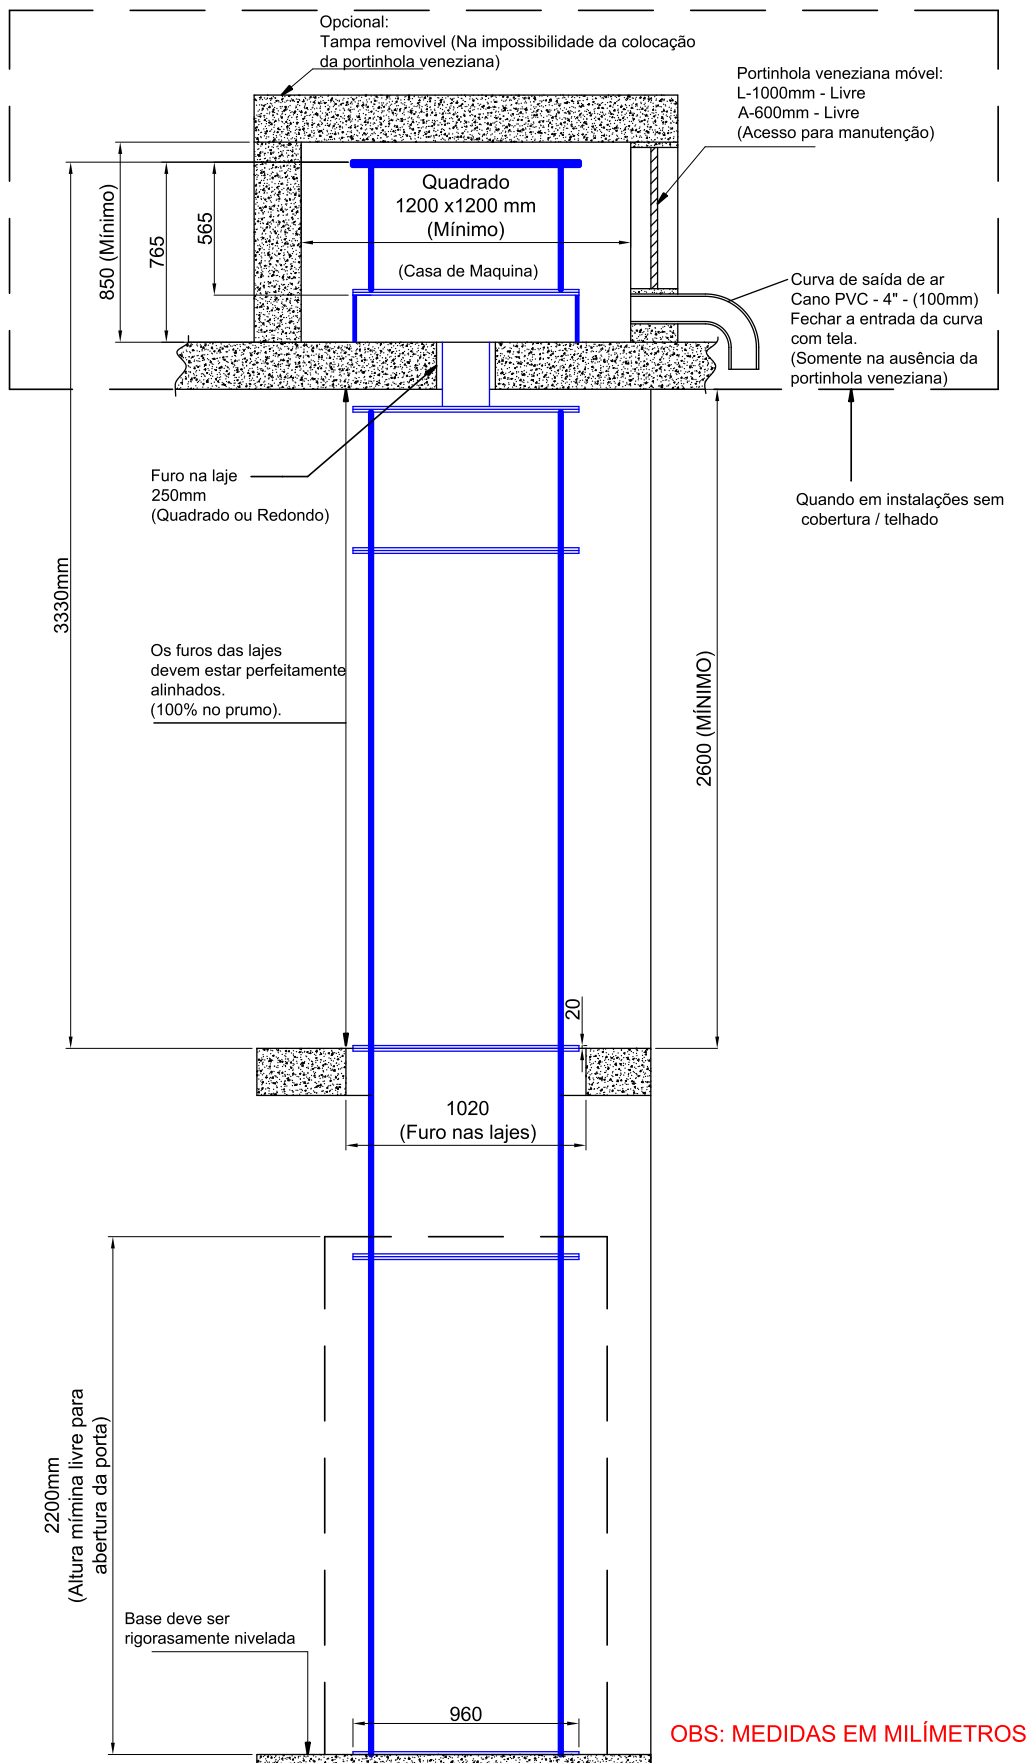 Opcional:
Tampa removivel (Na impossibilidade da colocação
da portinhola veneziana)
Portinhola veneziana móvel:
L-1000mm - Livre
A-600mm - Livre
(Acesso para manutenção)
850 (Mínimo)
765
565
Quadrado
1200 x1200 mm
(Mínimo)
(Casa de Maquina)
Curva de saída de ar
Cano PVC - 4" - (100mm)
Fechar a entrada da curva
com tela.
(Somente na ausência da
portinhola veneziana)
Furo na laje
250mm
(Quadrado ou Redondo)
Quando em instalações sem
cobertura / telhado
3330mm
Os furos das lajes
devem estar perfeitamente
alinhados.
(100% no prumo).
2600 (MÍNIMO)
20
1020
(Furo nas lajes)
2200mm
(Altura mímina livre para
abertura da porta)
Base deve ser
rigorasamente nivelada
960
OBS: MEDIDAS EM MILÍMETROS